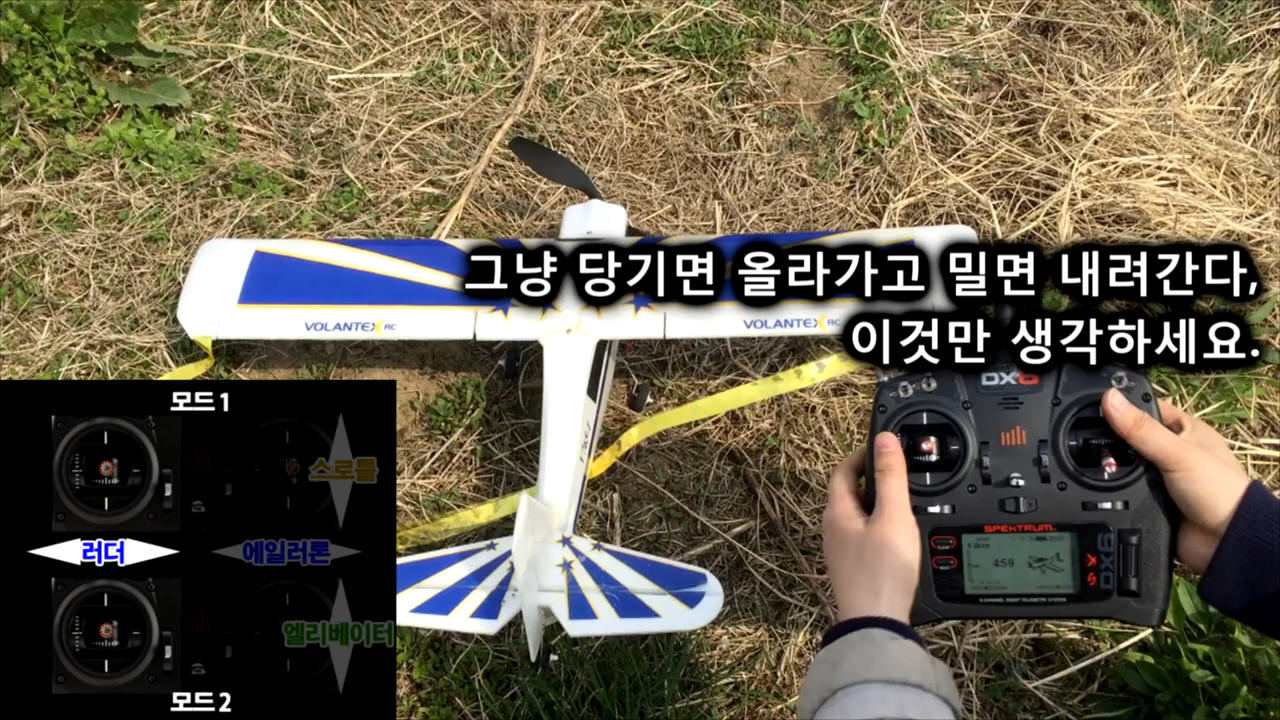 그냥 당기면 올라가고 밀면 내려간다,
이것만 생각하세요.
VOLANTEX RC
VOLANTEX RC
DX6
모드 1
스로틀
러더
에일러론
엘리베이터
모드 2
SPEKTRUM
4:59
DX6